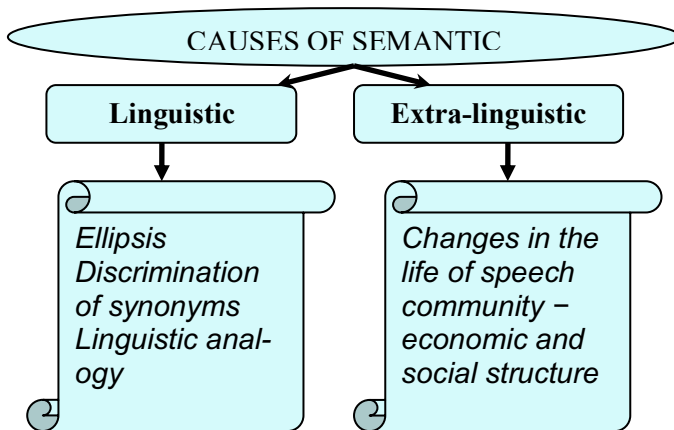 CAUSES OF SEMANTIC
Linguistic
Extra-linguistic
Ellipsis
Discrimination
of synonyms
Linguistic anal-
ogy
Changes in the
life of speech
community −
economic and
social structure